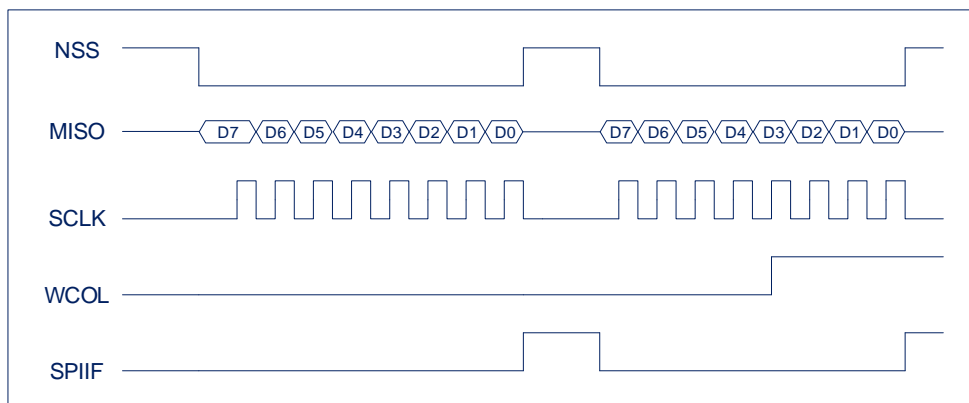 NSS
MISO D7 D6 D5 D4 D3 D2 D1 D0 D7 D6 D5 D4 D3 D2 D1 D0
SCLK
WCOL
SPIIF